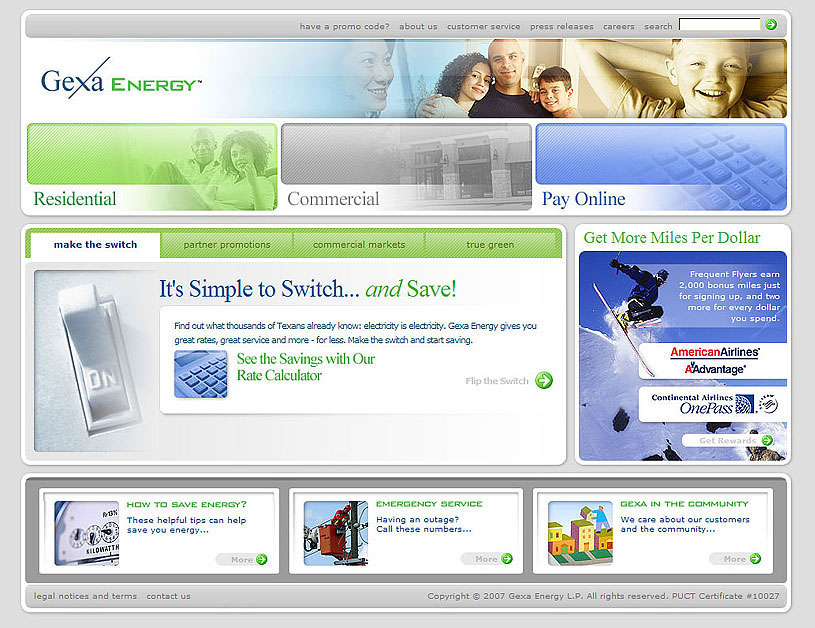 have a promo code? about us customer service press releases careers search
Gexa ENERGY™
Residential
Commercial
Pay Online
make the switch
partner promotions
commercial markets
true green
It's Simple to Switch... and Save!
Find out what thousands of Texans already know: electricity is electricity. Gexa Energy gives you
great rates, great service and more - for less. Make the switch and start saving.
See the Savings with Our
Rate Calculator
Flip the Switch
ON
Get More Miles Per Dollar
Frequent Flyers earn
2,000 bonus miles just
for signing up, and two
more for every dollar
you spend.
AmericanAirlines®
AAdvantage®
Continental Airlines
OnePass
Get Rewards
HOW TO SAVE ENERGY?
These helpful tips can help
save you energy...
More
KILOWATTH
EMERGENCY SERVICE
Having an outage?
Call these numbers...
More
GEXA IN THE COMMUNITY
We care about our customers
and the community...
More
legal notices and terms contact us
Copyright © 2007 Gexa Energy L.P. All rights reserved. PUCT Certificate #10027